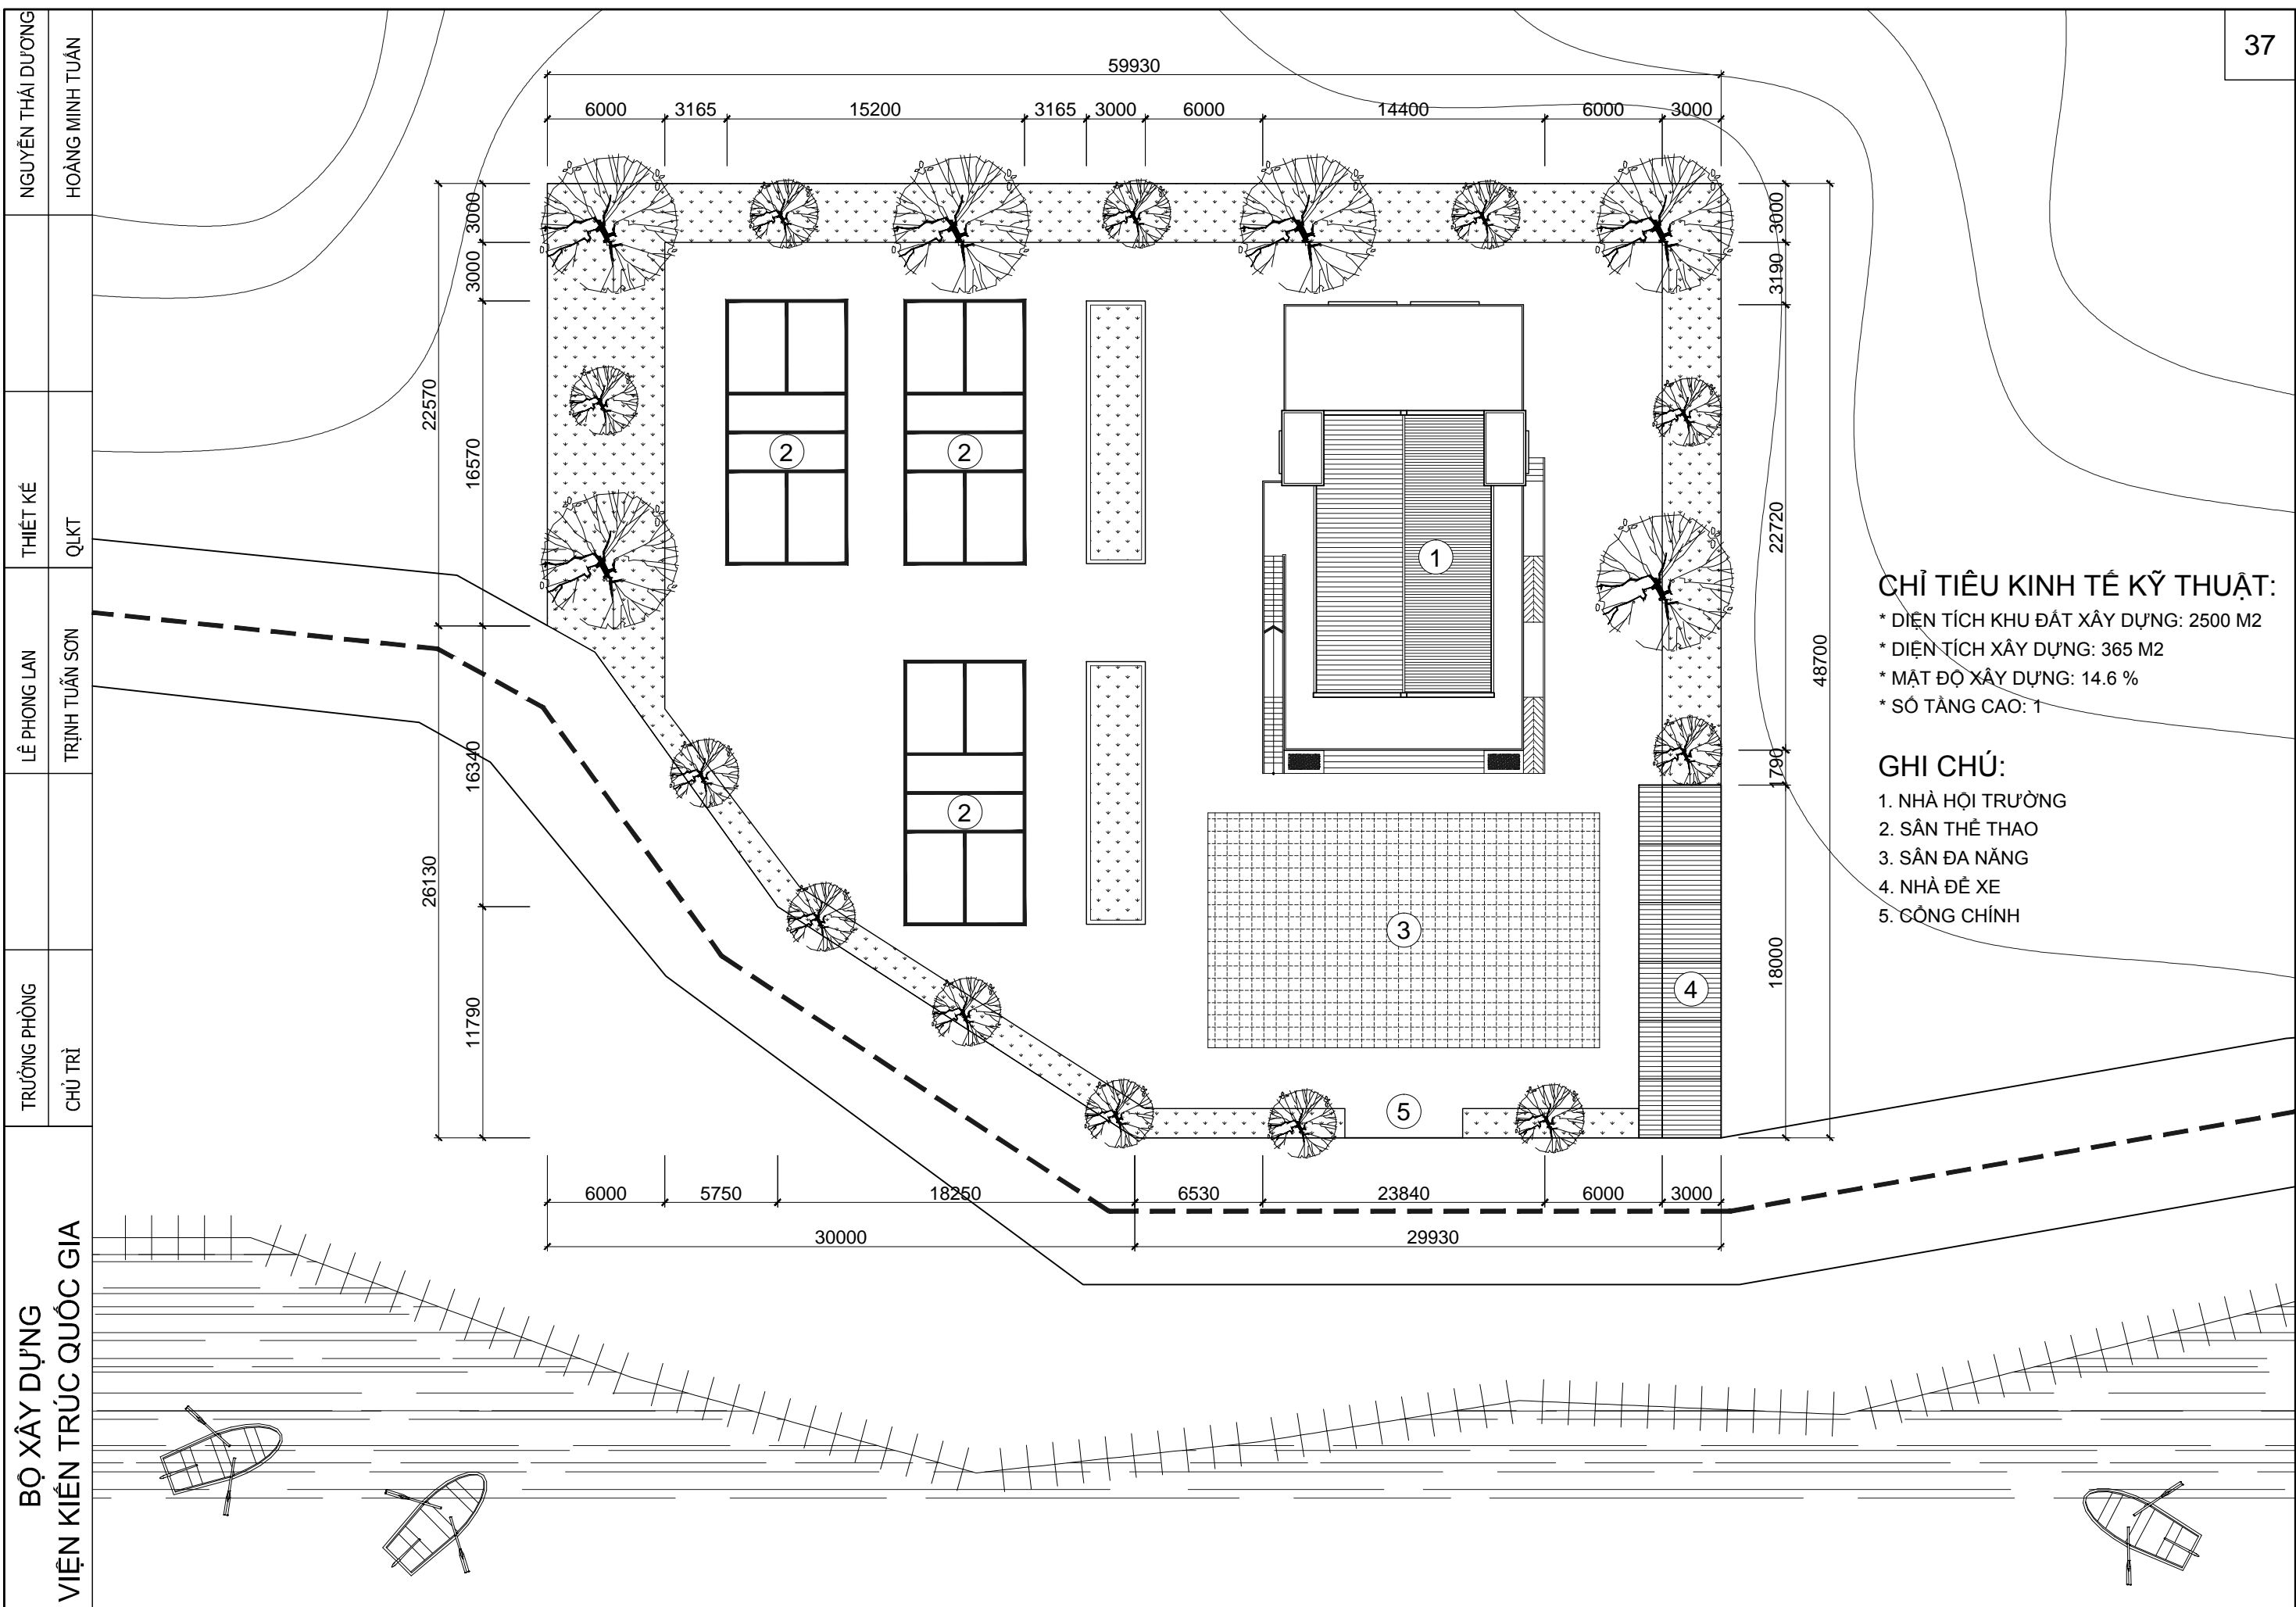 37
59930
6000 3165 15200 3165 3000 6000 14400 6000 3000
3000
3000
22570
16570
16340
26130
11790
3000
3190
22720
48700
1790
18000
2
2
1
2
3
4
5
6000 5750 18250 6530 23840 6000 3000
30000 29930
CHỈ TIÊU KINH TẾ KỸ THUẬT:
* DIỆN TÍCH KHU ĐẤT XÂY DỰNG: 2500 M2
* DIỆN TÍCH XÂY DỰNG: 365 M2
* MẬT ĐỘ XÂY DỰNG: 14.6 %
* SỐ TẦNG CAO: 1
GHI CHÚ:
1. NHÀ HỘI TRƯỜNG
2. SÂN THỂ THAO
3. SÂN ĐA NĂNG
4. NHÀ ĐỂ XE
5. CỔNG CHÍNH
BỘ XÂY DỰNG
VIỆN KIẾN TRÚC QUỐC GIA
TRƯỞNG PHÒNG
LÊ PHONG LAN
THIẾT KẾ
NGUYỄN THÁI DƯƠNG
CHỦ TRÌ
TRỊNH TUẤN SƠN
QLKT
HOÀNG MINH TUẤN